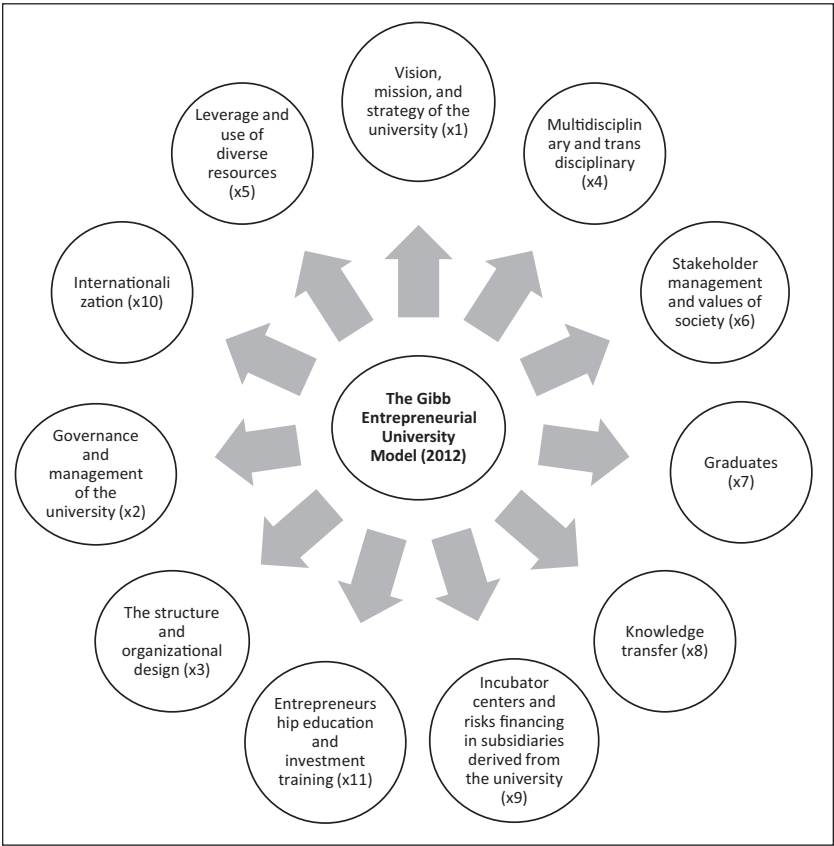 Vision,
mission, and
strategy of the
university (x1)
Multidisciplin
ary and trans
disciplinary
(x4)
Stakeholder
management
and values of
society (x6)
Graduates
(x7)
Knowledge
transfer (x8)
Incubator
centers and
risks financing
in subsidiaries
derived from
the university
(x9)
Entrepreneurs
hip education
and
investment
training (x11)
The structure
and
organizational
design (x3)
Governance
and
management
of the
university (x2)
Internationali
zation (x10)
Leverage and
use of
diverse
resources
(x5)
The Gibb
Entrepreneurial
University
Model (2012)